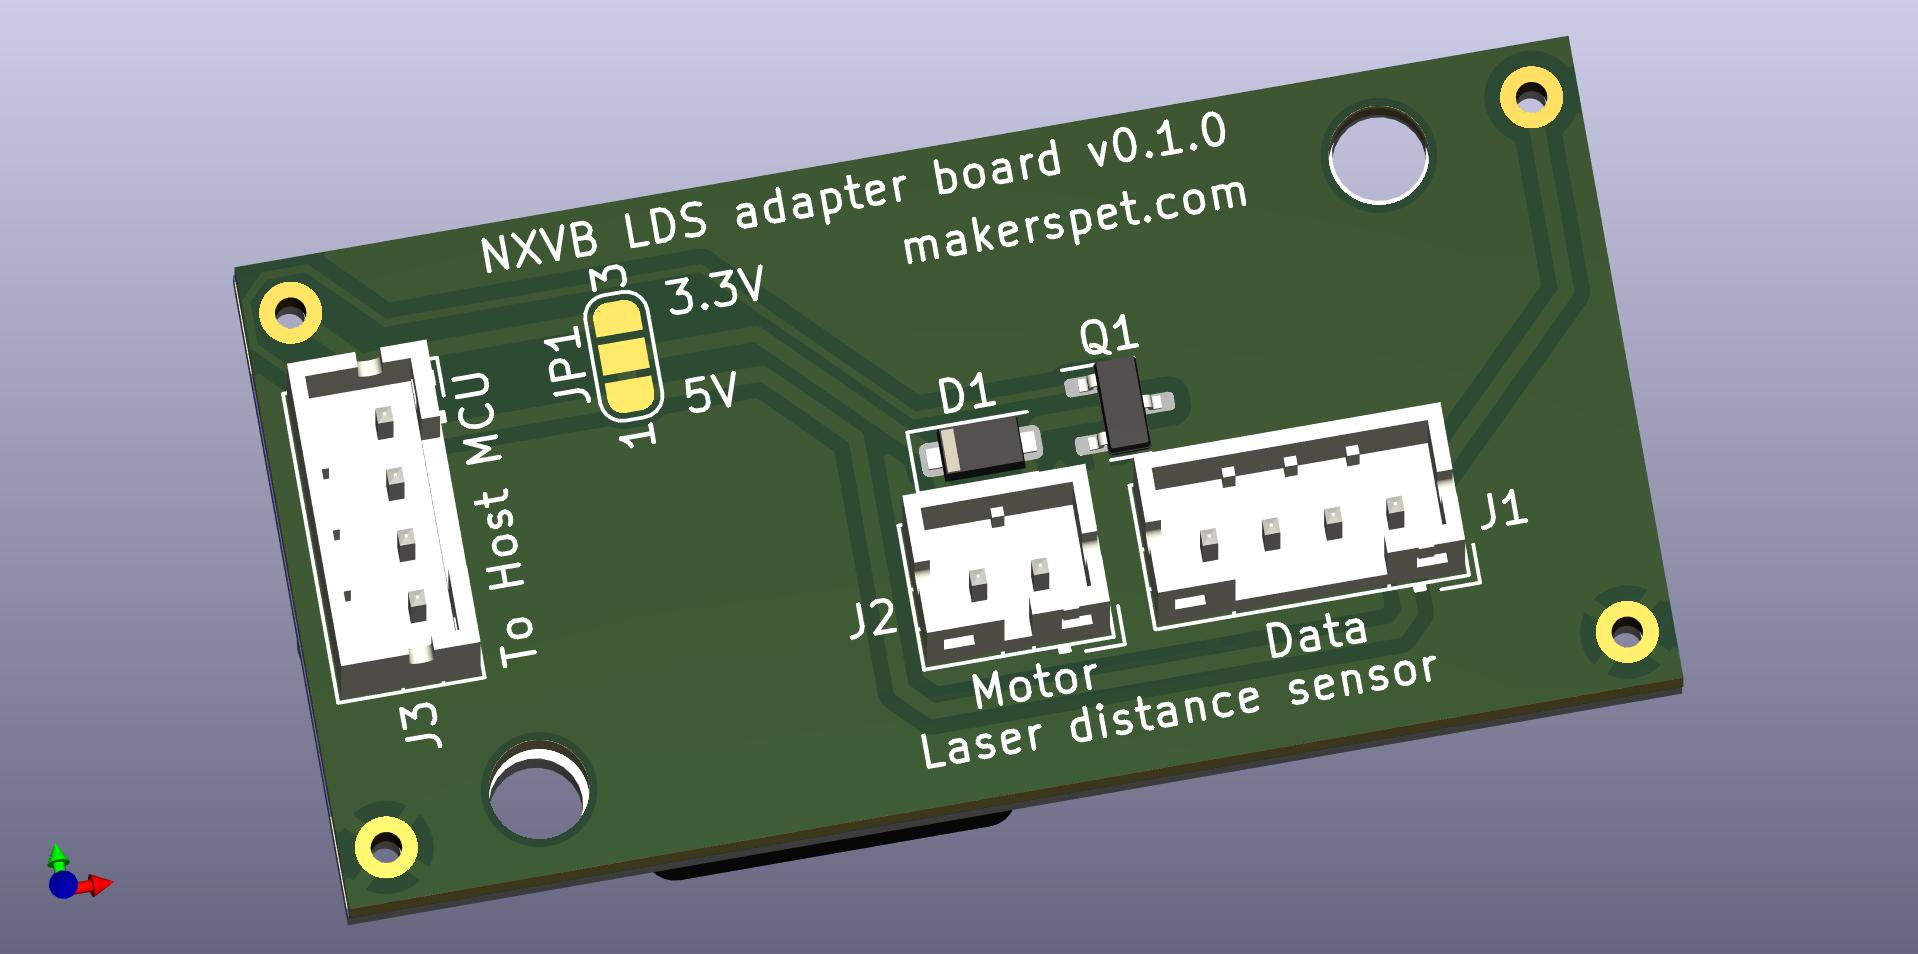 NXVB LDS adapter board v0.1.0
makerspet.com
3
3.3V
JP1
5V
1
Q1
D1
To Host MCU
J3
J1
J2
Motor
Data
Laser distance sensor